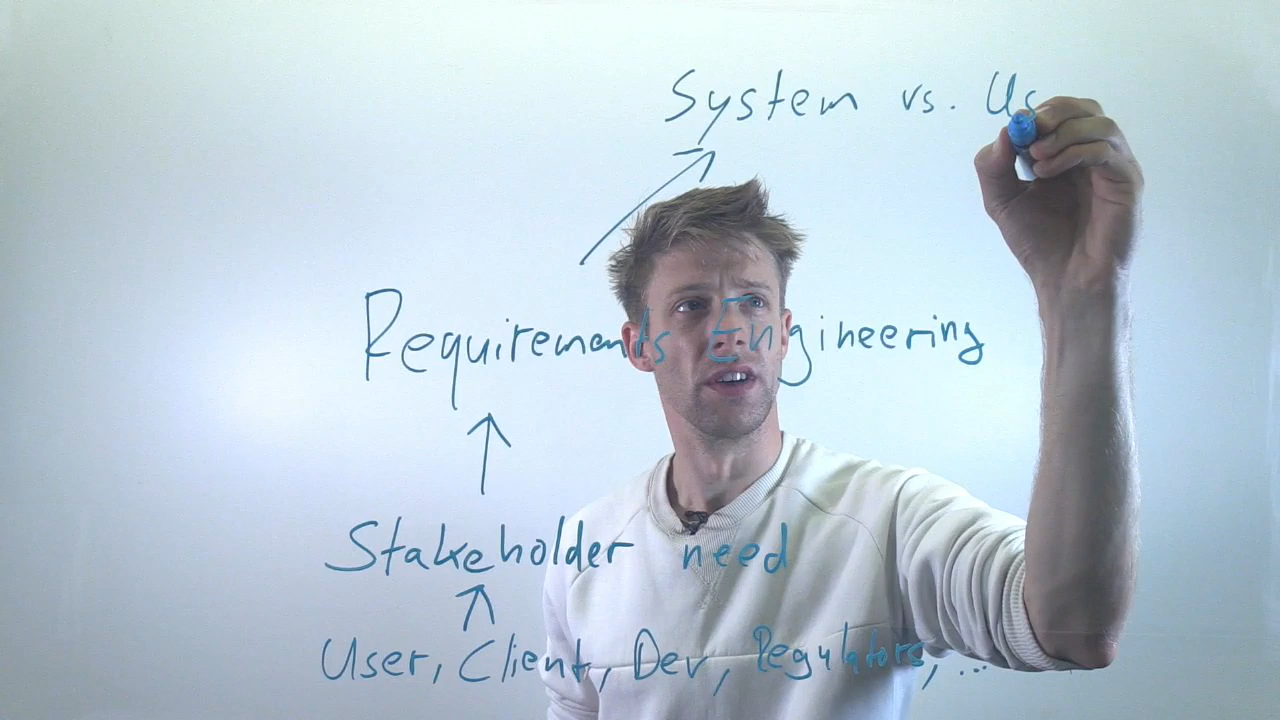 System vs. Us
Requirements Engineering
Stakeholder need
User, Client, Dev, Regulators, ...